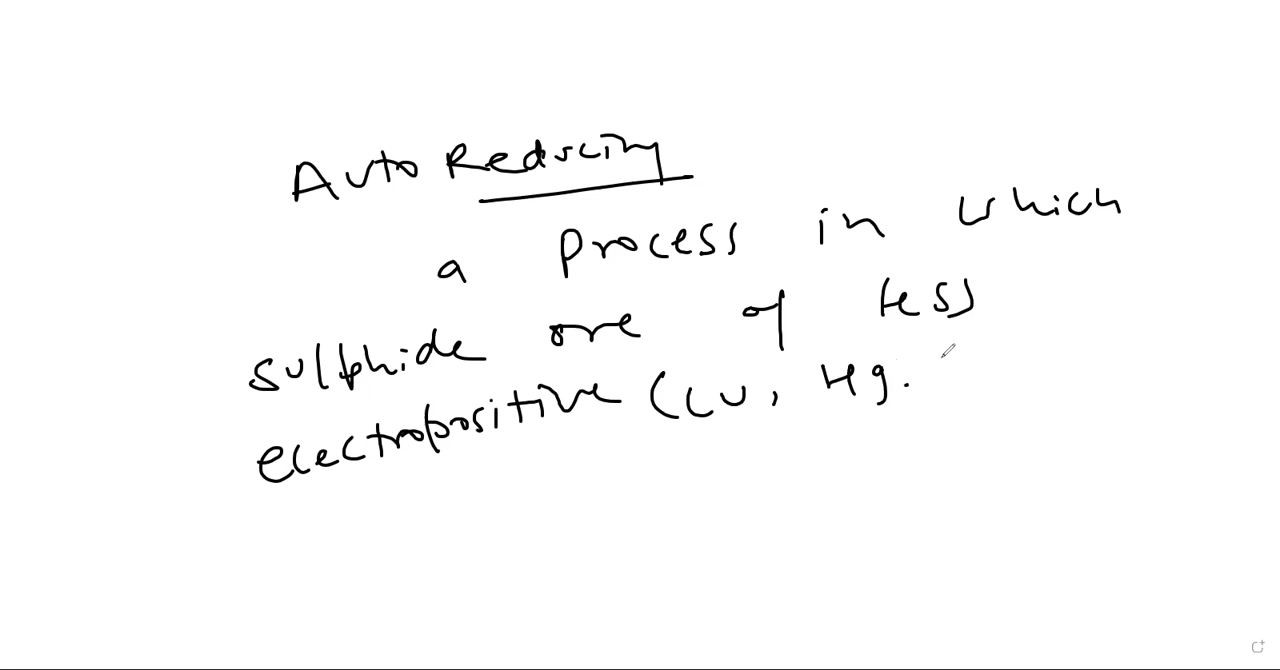 Auto Reducing
a process in which
sulphide ore of less
electropositive (Cu, Hg.